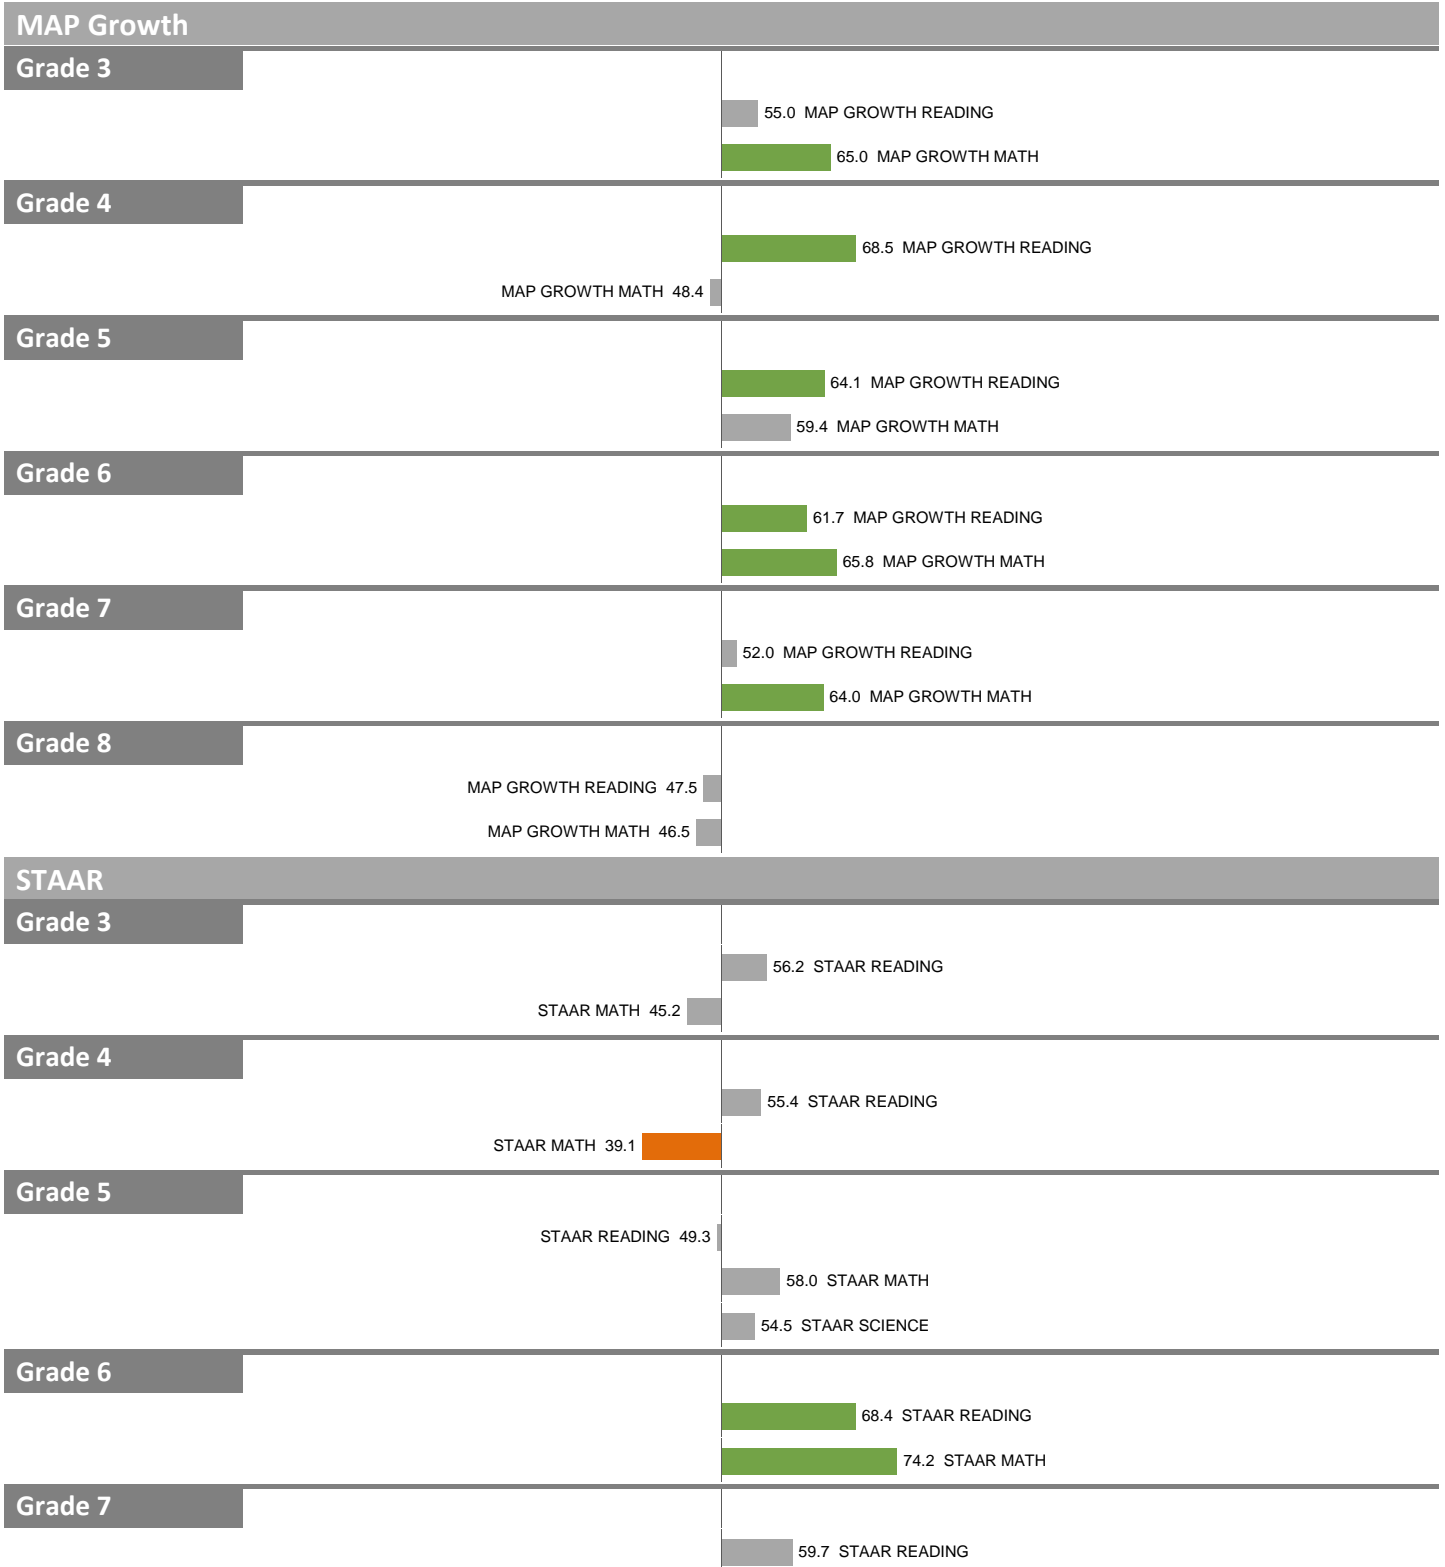 MAP Growth
Grade 3
55.0 MAP GROWTH READING
65.0 MAP GROWTH MATH
Grade 4
68.5 MAP GROWTH READING
MAP GROWTH MATH 48.4
Grade 5
64.1 MAP GROWTH READING
59.4 MAP GROWTH MATH
Grade 6
61.7 MAP GROWTH READING
65.8 MAP GROWTH MATH
Grade 7
52.0 MAP GROWTH READING
64.0 MAP GROWTH MATH
Grade 8
MAP GROWTH READING 47.5
MAP GROWTH MATH 46.5
STAAR
Grade 3
56.2 STAAR READING
STAAR MATH 45.2
Grade 4
55.4 STAAR READING
STAAR MATH 39.1
Grade 5
STAAR READING 49.3
58.0 STAAR MATH
54.5 STAAR SCIENCE
Grade 6
68.4 STAAR READING
74.2 STAAR MATH
Grade 7
59.7 STAAR READING